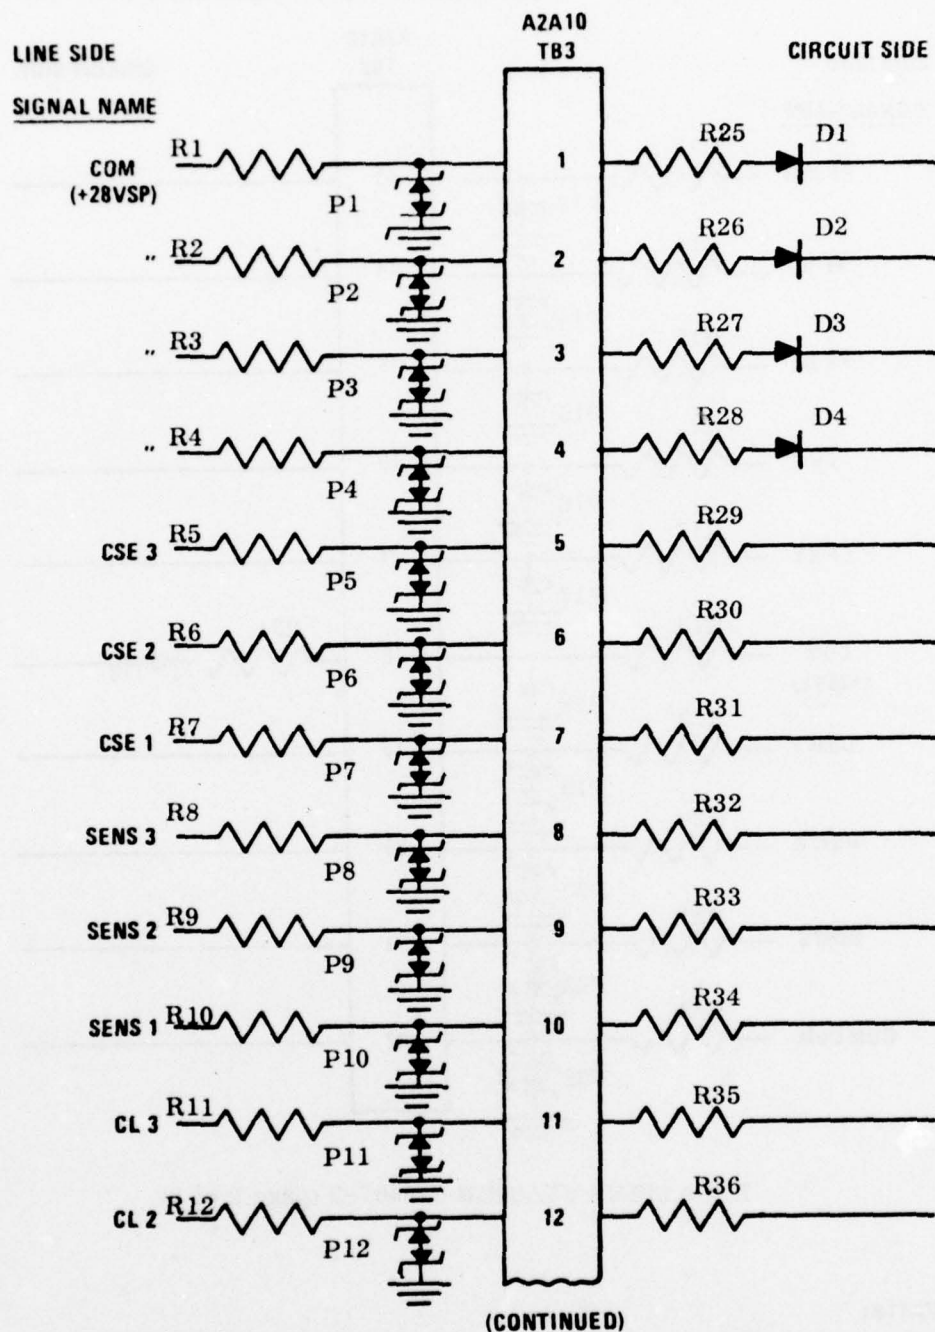 A2A10
LINE SIDE TB3 CIRCUIT SIDE
SIGNAL NAME
COM R1 P1 1 R25 D1
(+28VSP)
" R2 P2 2 R26 D2
" R3 P3 3 R27 D3
" R4 P4 4 R28 D4
CSE 3 R5 P5 5 R29
CSE 2 R6 P6 6 R30
CSE 1 R7 P7 7 R31
SENS 3 R8 P8 8 R32
SENS 2 R9 P9 9 R33
SENS 1 R10 P10 10 R34
CL 3 R11 P11 11 R35
CL 2 R12 P12 12 R36
(CONTINUED)